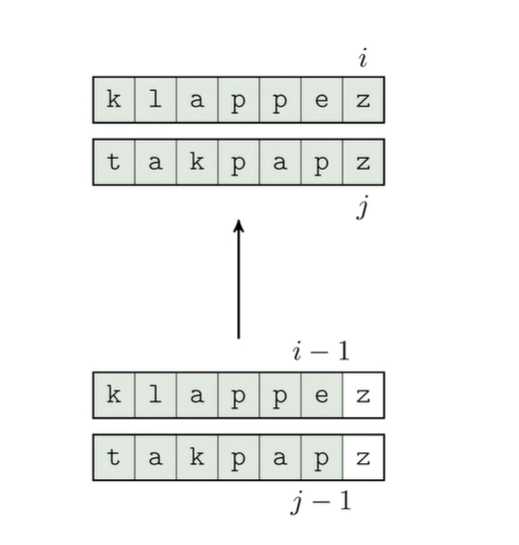 i
k l a p p e z
t a k p a p z
j
i − 1
k l a p p e z
t a k p a p z
j − 1